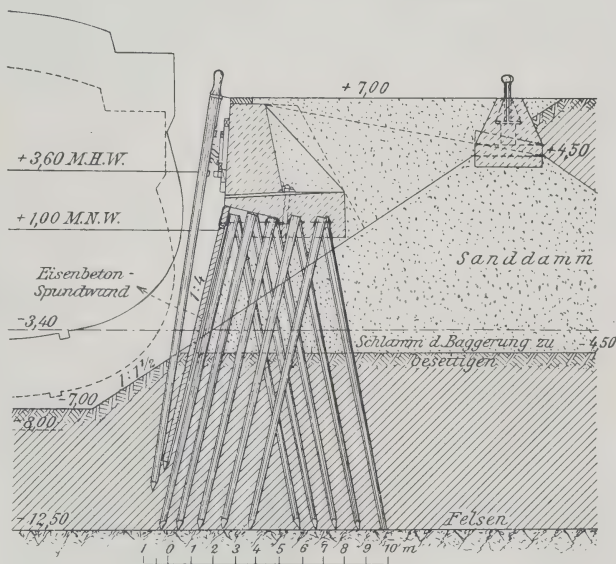 + 7,00
+4,50
+ 3,60 M.H.W.
+ 1,00 M.N.W.
Sanddamm
Eisenbeton-
Spundwand
1:4
-3,40
Schlamm d. Baggerung zu
beseitigen
-4,50
1:1½
-7,00
-8,00
-12,50
Felsen
1 0 1 2 3 4 5 6 7 8 9 10 m